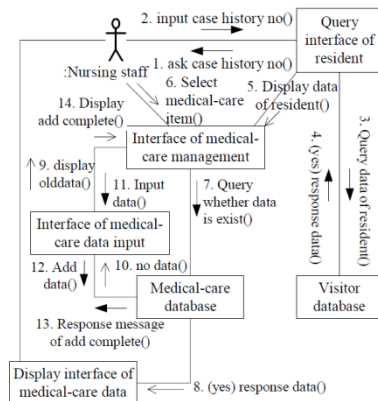 2. input case history no()
Query
interface of
resident
1. ask case history no()
:Nursing staff
6. Select
medical-care
item()
5. Display data
of resident()
14. Display
add complete()
Interface of medical-
care management
4. (yes) response data()
3. Query data of
resident()
9. display
olddata()
11. Input
data()
7. Query
whether data
is exist()
Interface of medical-
care data input
12. Add
data()
10. no data()
Medical-care
database
Visitor
database
13. Response message
of add complete()
Display interface of
medical-care data
8. (yes) response data()